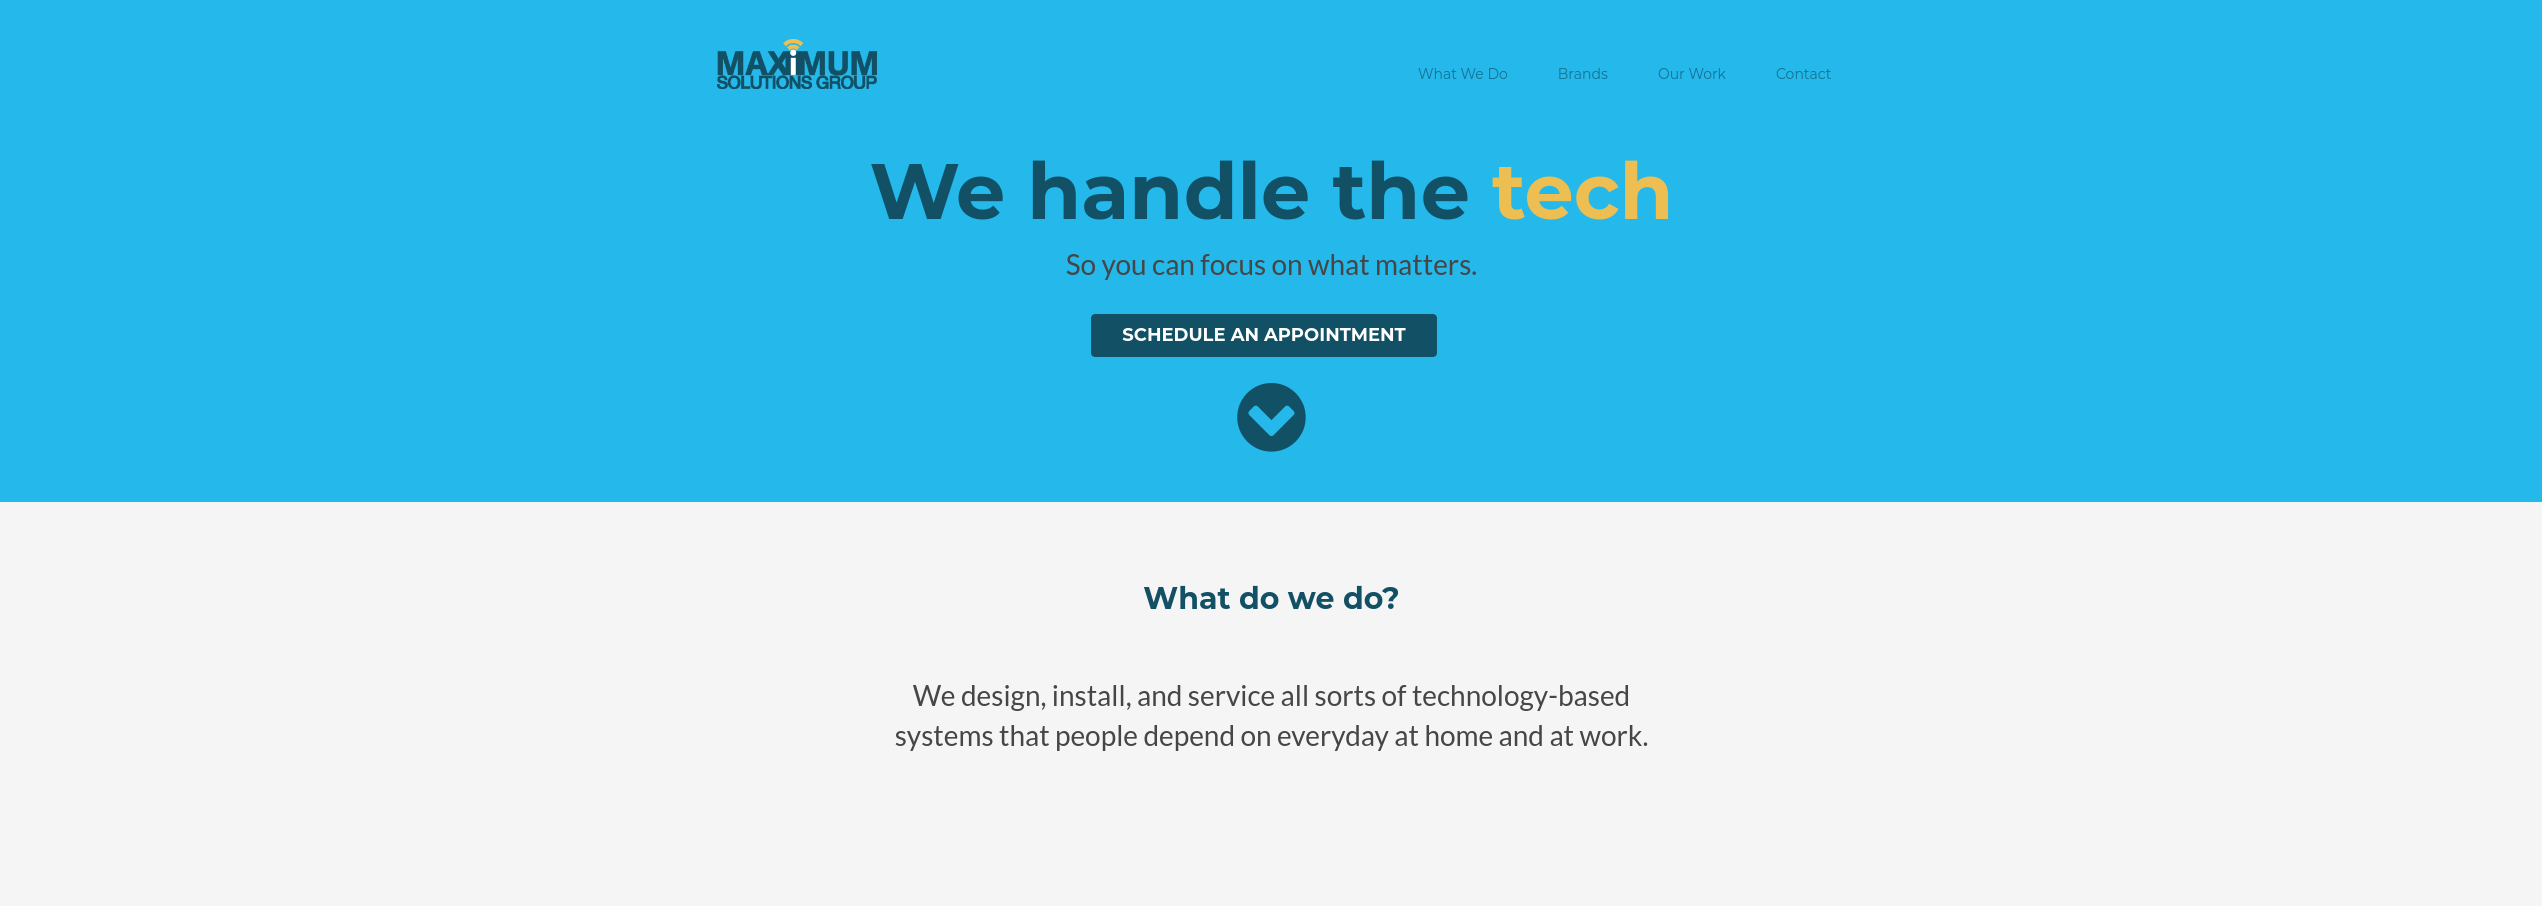 MAXiMUM
SOLUTIONS GROUP
What We Do
Brands
Our Work
Contact
We handle the tech
So you can focus on what matters.
SCHEDULE AN APPOINTMENT
What do we do?
We design, install, and service all sorts of technology-based
systems that people depend on everyday at home and at work.